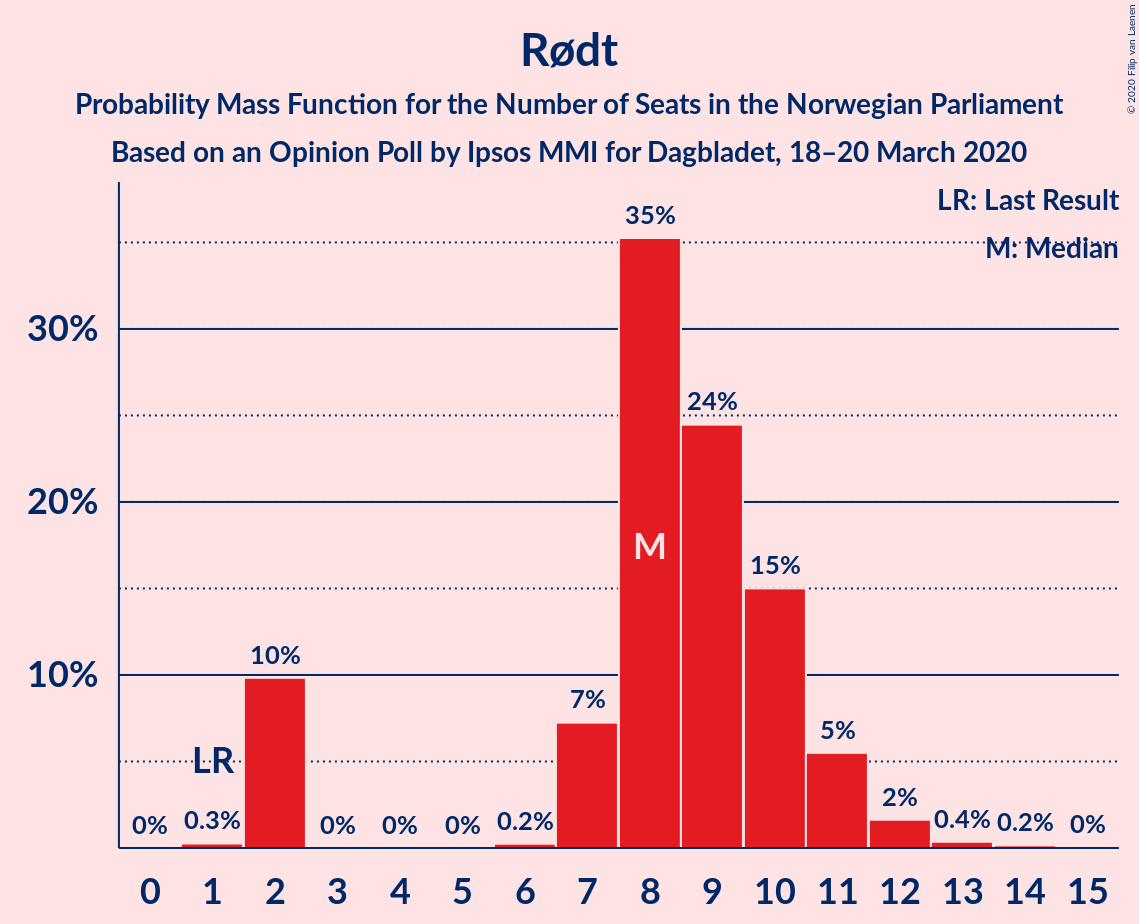 © 2020 Filip van Laenen
Rødt
Probability Mass Function for the Number of Seats in the Norwegian Parliament
Based on an Opinion Poll by Ipsos MMI for Dagbladet, 18–20 March 2020
LR: Last Result
M: Median
30%
20%
10%
0%
0.3%
10%
0%
0%
0%
0.2%
7%
35%
24%
15%
5%
2%
0.4%
0.2%
0%
LR
M
0 1 2 3 4 5 6 7 8 9 10 11 12 13 14 15